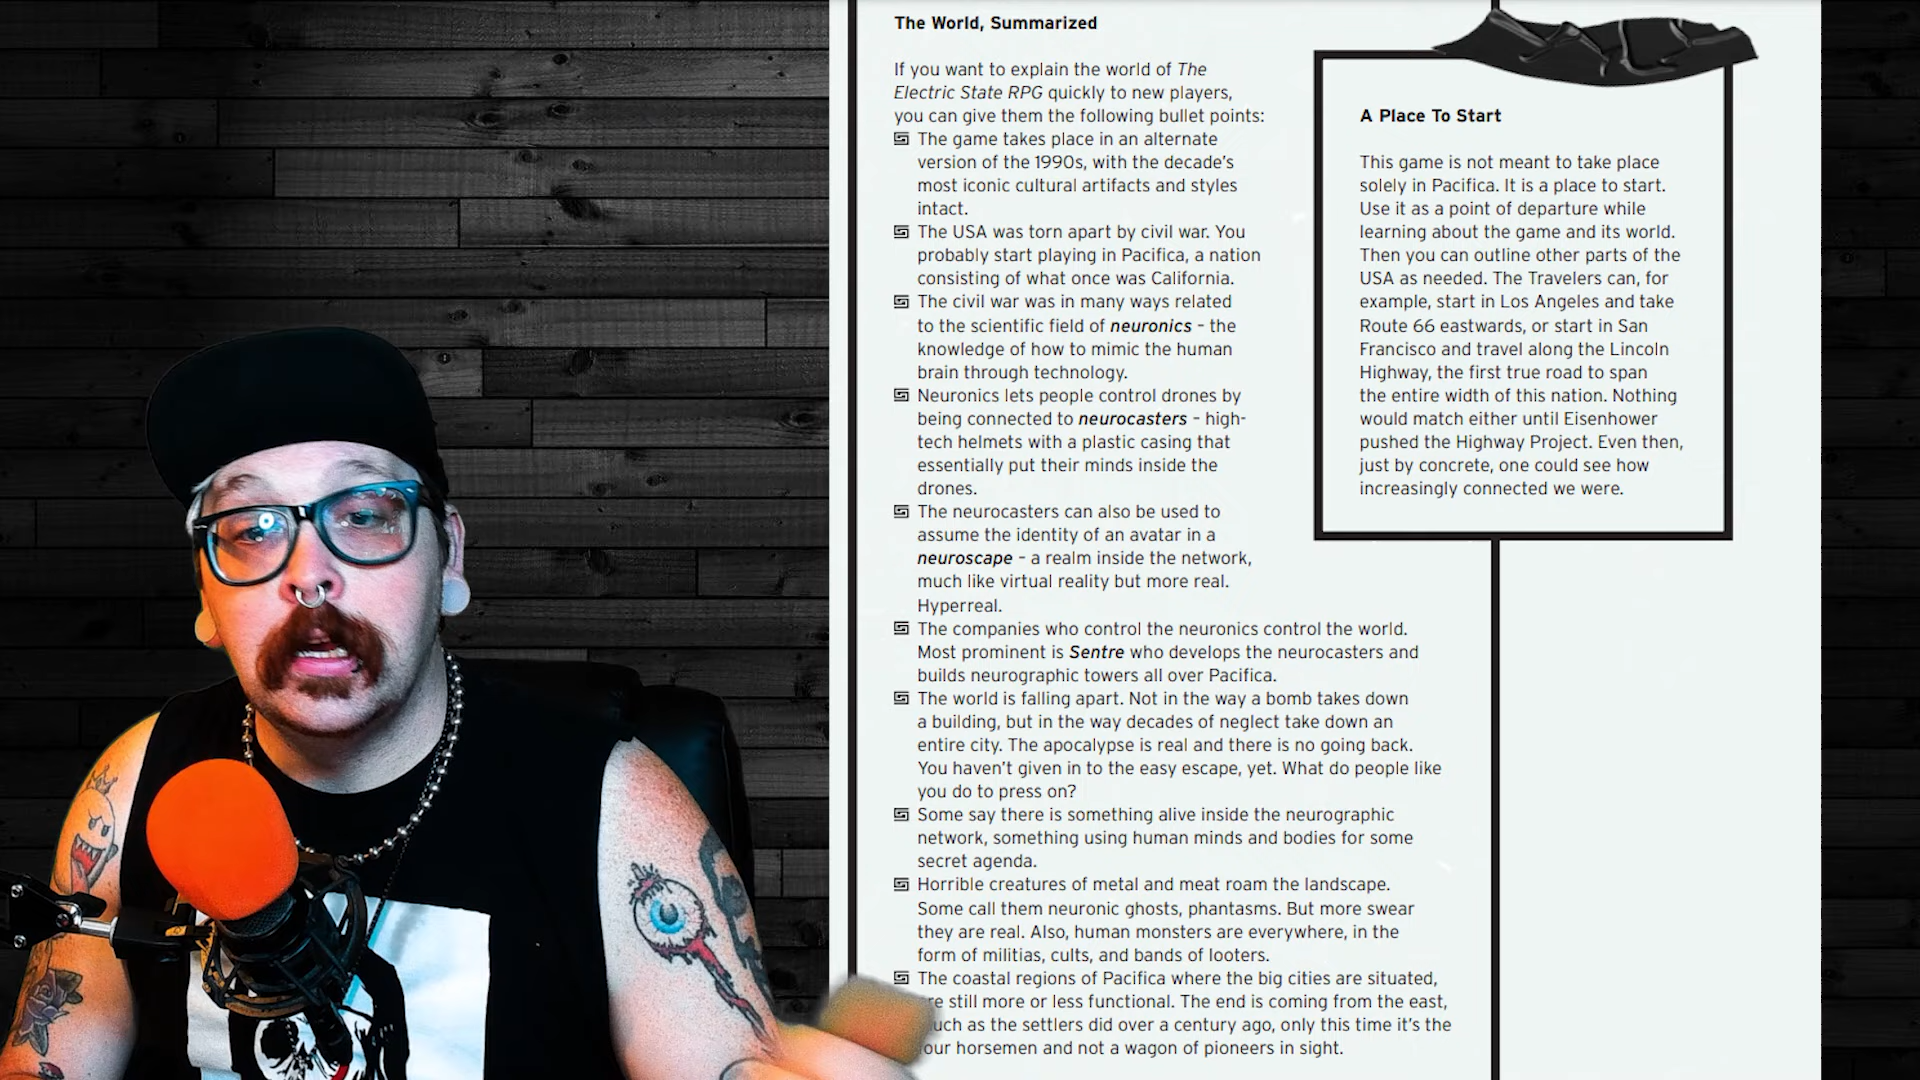 The World, Summarized
If you want to explain the world of The
Electric State RPG quickly to new players,
you can give them the following bullet points:
The game takes place in an alternate
version of the 1990s, with the decade's
most iconic cultural artifacts and styles
intact.
The USA was torn apart by civil war. You
probably start playing in Pacifica, a nation
consisting of what once was California.
The civil war was in many ways related
to the scientific field of neuronics – the
knowledge of how to mimic the human
brain through technology.
Neuronics lets people control drones by
being connected to neurocasters – high-
tech helmets with a plastic casing that
essentially put their minds inside the
drones.
The neurocasters can also be used to
assume the identity of an avatar in a
neuroscape – a realm inside the network,
much like virtual reality but more real.
Hyperreal.
The companies who control the neuronics control the world.
Most prominent is Sentre who develops the neurocasters and
builds neurographic towers all over Pacifica.
The world is falling apart. Not in the way a bomb takes down
a building, but in the way decades of neglect take down an
entire city. The apocalypse is real and there is no going back.
You haven't given in to the easy escape, yet. What do people like
you do to press on?
Some say there is something alive inside the neurographic
network, something using human minds and bodies for some
secret agenda.
Horrible creatures of metal and meat roam the landscape.
Some call them neuronic ghosts, phantasms. But more swear
they are real. Also, human monsters are everywhere, in the
form of militias, cults, and bands of looters.
The coastal regions of Pacifica where the big cities are situated,
still more or less functional. The end is coming from the east,
as the settlers did over a century ago, only this time it's the
horsemen and not a wagon of pioneers in sight.
A Place To Start
This game is not meant to take place
solely in Pacifica. It is a place to start.
Use it as a point of departure while
learning about the game and its world.
Then you can outline other parts of the
USA as needed. The Travelers can, for
example, start in Los Angeles and take
Route 66 eastwards, or start in San
Francisco and travel along the Lincoln
Highway, the first true road to span
the entire width of this nation. Nothing
would match either until Eisenhower
pushed the Highway Project. Even then,
just by concrete, one could see how
increasingly connected we were.